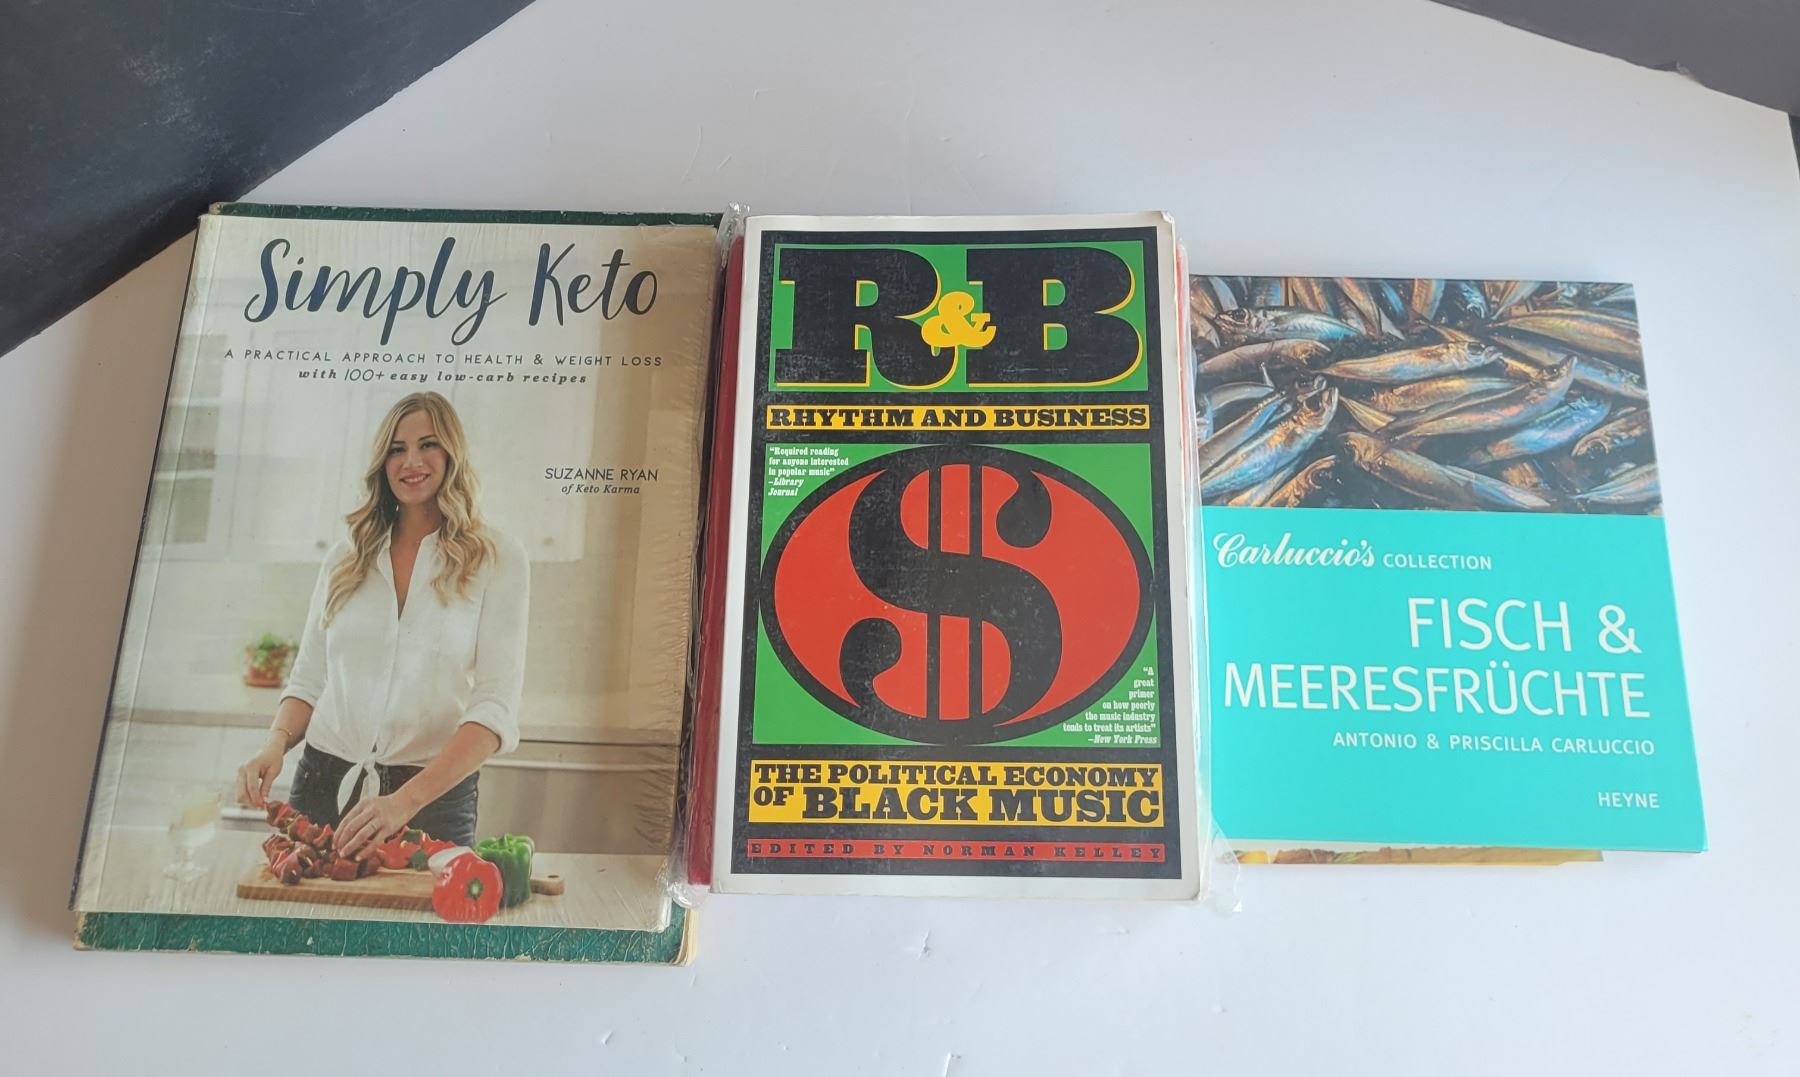 Simply Keto
A PRACTICAL APPROACH TO HEALTH & WEIGHT LOSS
with 100+ easy low-carb recipes
SUZANNE RYAN
of Keto Karma
R&B
RHYTHM AND BUSINESS
"Required reading
for anyone interested
in popular music"
—Library
Journal
$
"A
great
primer
on how poorly
the music industry
tends to treat its artists"
—New York Press
THE POLITICAL ECONOMY
OF BLACK MUSIC
EDITED BY NORMAN KELLEY
Carluccio's COLLECTION
FISCH &
MEERESFRÜCHTE
ANTONIO & PRISCILLA CARLUCCIO
HEYNE